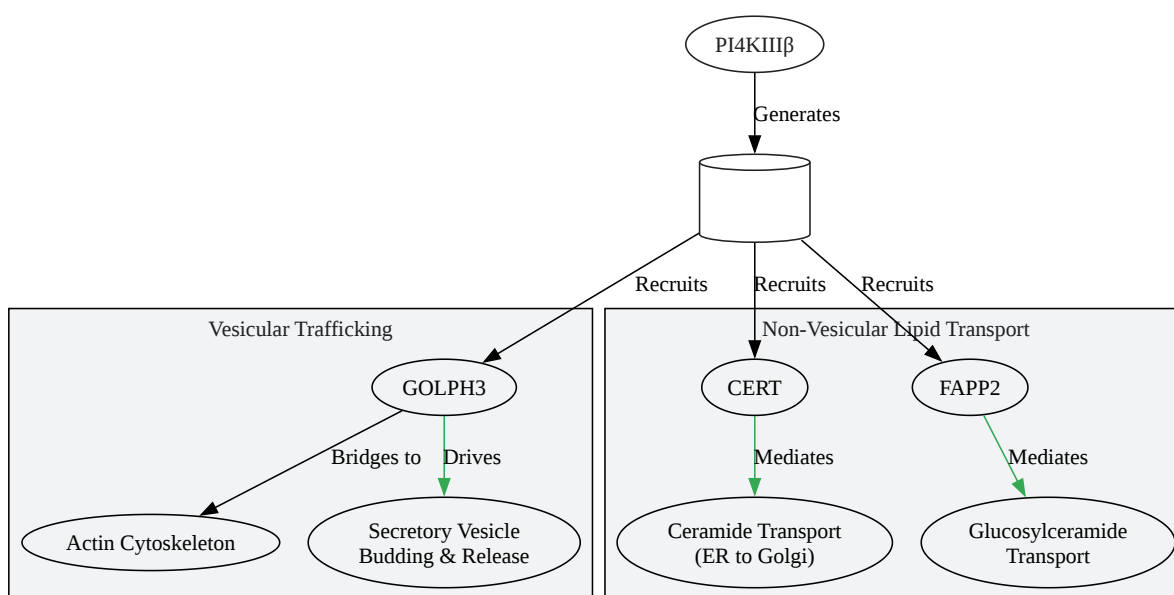 PI4KIIIβ
Generates
Recruits
Recruits
Recruits
Vesicular Trafficking
Non-Vesicular Lipid Transport
GOLPH3
CERT
FAPP2
Bridges to
Drives
Mediates
Mediates
Actin Cytoskeleton
Secretory Vesicle
Budding & Release
Ceramide Transport
(ER to Golgi)
Glucosylceramide
Transport